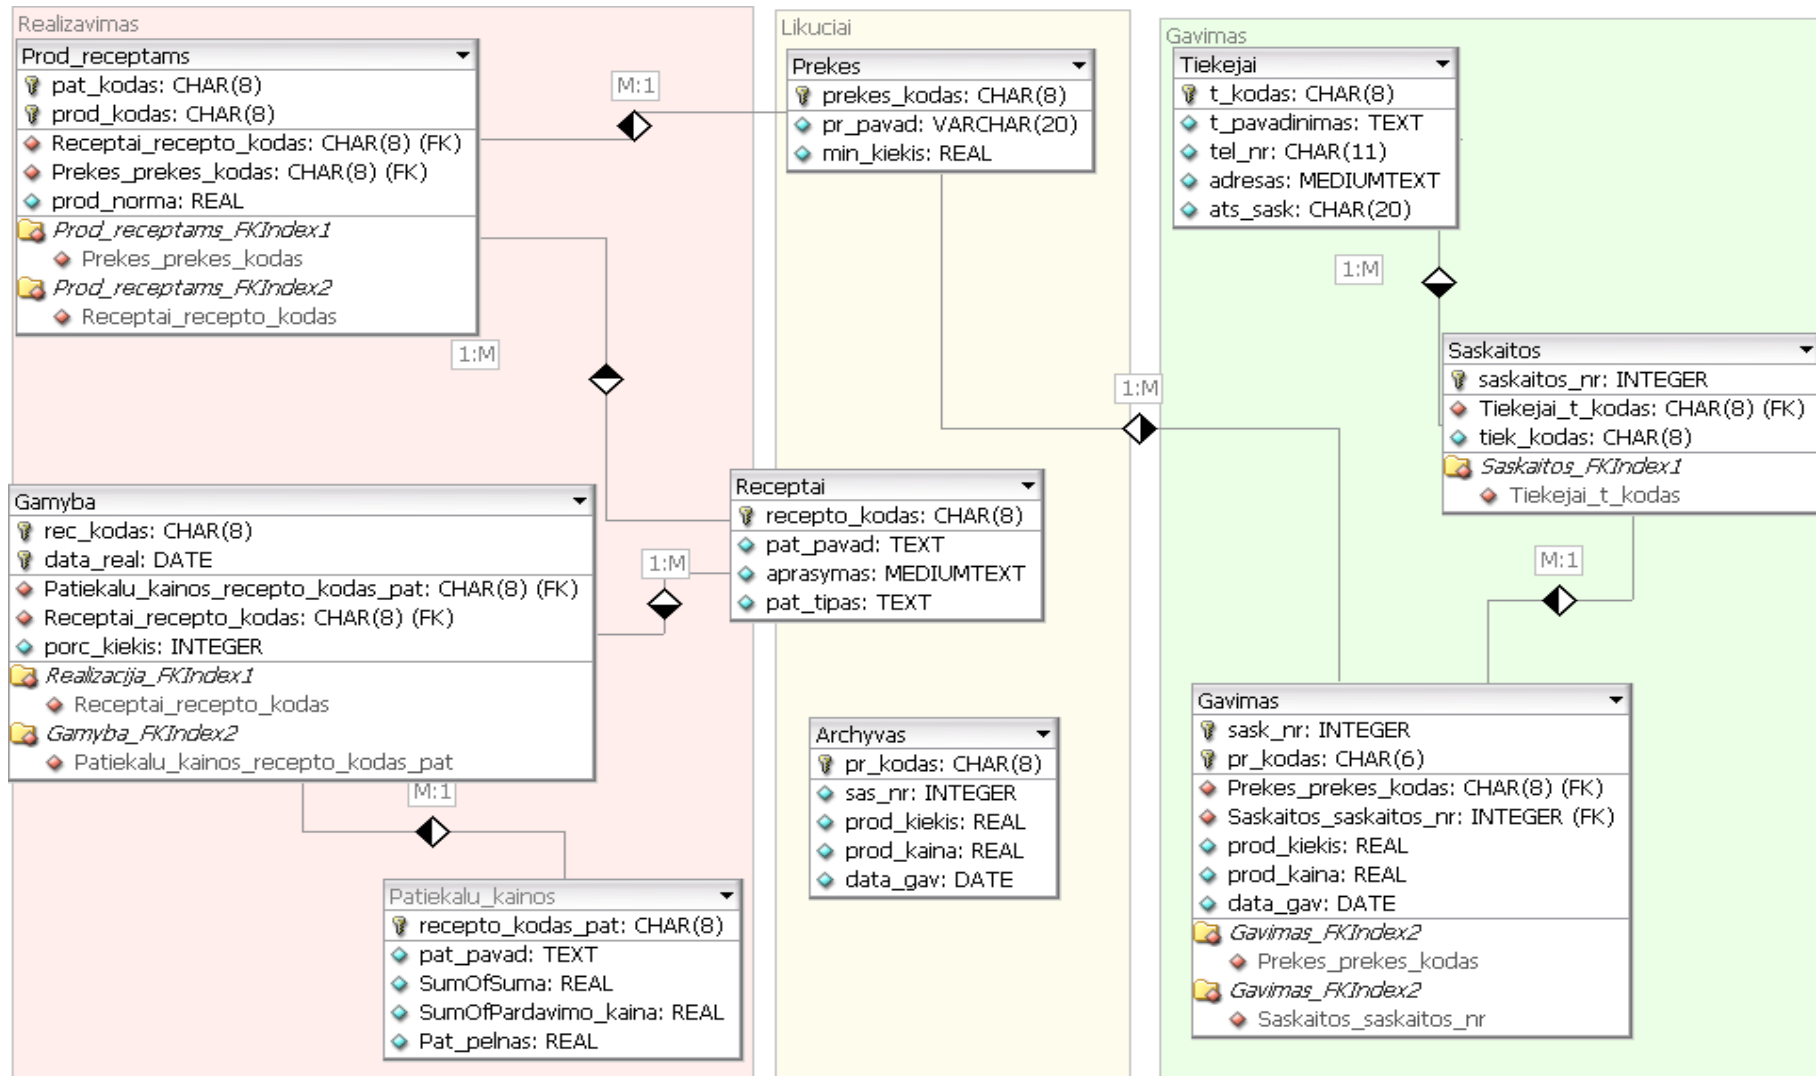 Realizavimas
Prod_receptams
pat_kodas: CHAR(8)
prod_kodas: CHAR(8)
Receptai_recepto_kodas: CHAR(8) (FK)
Prekes_prekes_kodas: CHAR(8) (FK)
prod_norma: REAL
Prod_receptams_FKIndex1
Prekes_prekes_kodas
Prod_receptams_FKIndex2
Receptai_recepto_kodas
M:1
1:M
Gamyba
rec_kodas: CHAR(8)
data_real: DATE
Patiekalu_kainos_recepto_kodas_pat: CHAR(8) (FK)
Receptai_recepto_kodas: CHAR(8) (FK)
porc_kiekis: INTEGER
Realizacija_FKIndex1
Receptai_recepto_kodas
Gamyba_FKIndex2
Patiekalu_kainos_recepto_kodas_pat
1:M
M:1
Patiekalu_kainos
recepto_kodas_pat: CHAR(8)
pat_pavad: TEXT
SumOfSuma: REAL
SumOfPardavimo_kaina: REAL
Pat_pelnas: REAL
Likuciai
Prekes
prekes_kodas: CHAR(8)
pr_pavad: VARCHAR(20)
min_kiekis: REAL
1:M
Receptai
recepto_kodas: CHAR(8)
pat_pavad: TEXT
aprasymas: MEDIUMTEXT
pat_tipas: TEXT
Archyvas
pr_kodas: CHAR(8)
sas_nr: INTEGER
prod_kiekis: REAL
prod_kaina: REAL
data_gav: DATE
Gavimas
Tiekejai
t_kodas: CHAR(8)
t_pavadinimas: TEXT
tel_nr: CHAR(11)
adresas: MEDIUMTEXT
ats_sask: CHAR(20)
1:M
Saskaitos
saskaitos_nr: INTEGER
Tiekejai_t_kodas: CHAR(8) (FK)
tiek_kodas: CHAR(8)
Saskaitos_FKIndex1
Tiekejai_t_kodas
M:1
Gavimas
sask_nr: INTEGER
pr_kodas: CHAR(6)
Prekes_prekes_kodas: CHAR(8) (FK)
Saskaitos_saskaitos_nr: INTEGER (FK)
prod_kiekis: REAL
prod_kaina: REAL
data_gav: DATE
Gavimas_FKIndex2
Prekes_prekes_kodas
Gavimas_FKIndex2
Saskaitos_saskaitos_nr